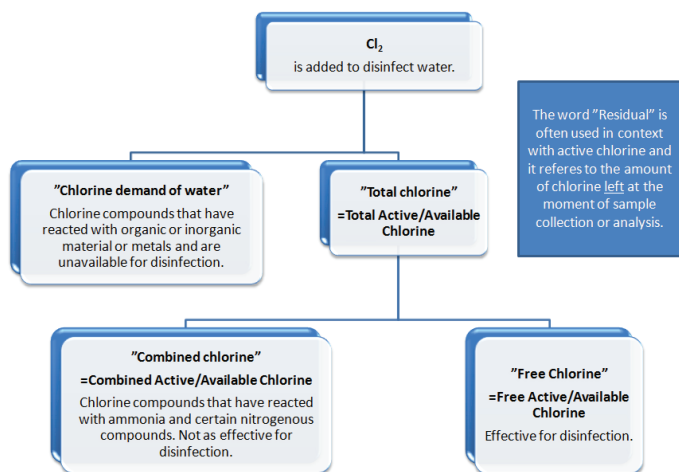 Cl₂
is added to disinfect water.
The word ”Residual” is
often used in context
with active chlorine and
it referes to the amount
of chlorine left at the
moment of sample
collection or analysis.
”Chlorine demand of water”
Chlorine compounds that have
reacted with organic or inorganic
material or metals and are
unavailable for disinfection.
”Total chlorine”
=Total Active/Available
Chlorine
”Combined chlorine”
=Combined Active/Available Chlorine
Chlorine compounds that have reacted
with ammonia and certain nitrogenous
compounds. Not as effective for
disinfection.
”Free Chlorine”
=Free Active/Available
Chlorine
Effective for disinfection.